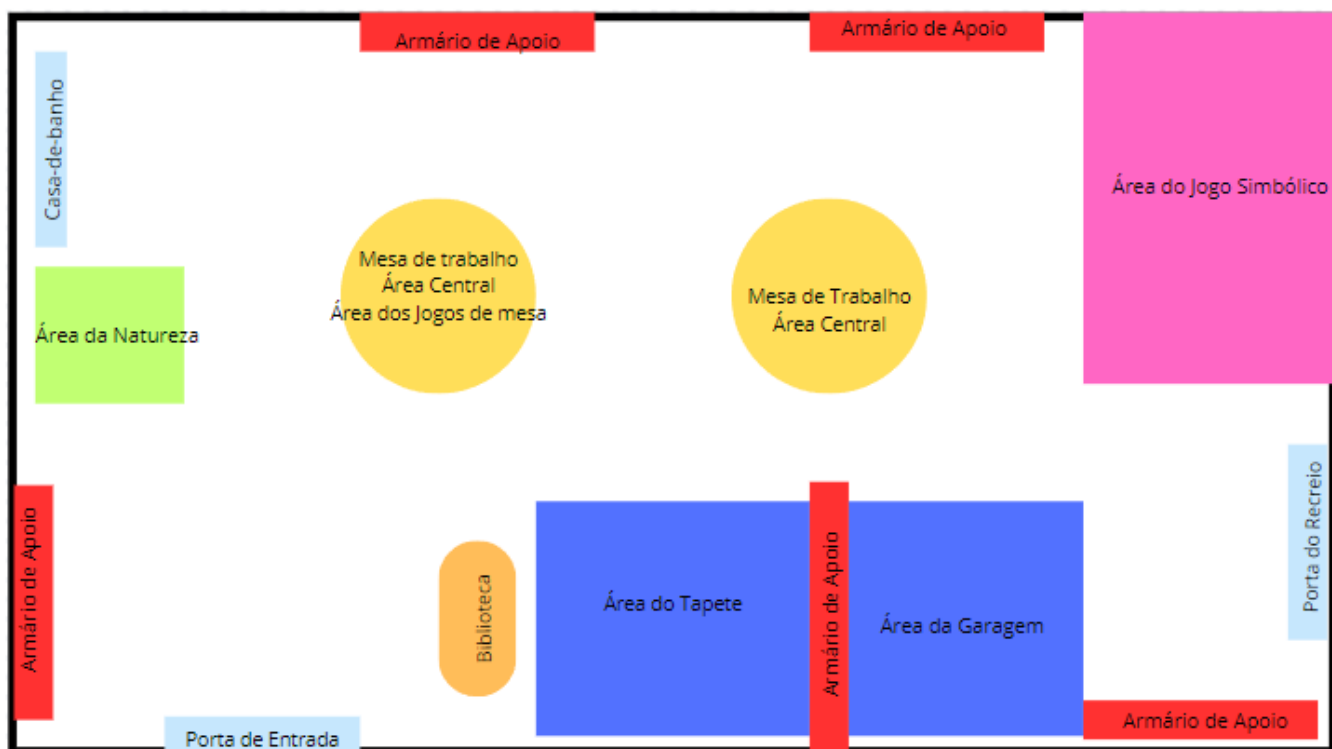 Armário de Apoio
Armário de Apoio
Casa-de-banho
Área do Jogo Simbólico
Mesa de trabalho
Área Central
Área dos Jogos de mesa
Mesa de Trabalho
Área Central
Área da Natureza
Armário de Apoio
Biblioteca
Área do Tapete
Armário de Apoio
Área da Garagem
Porta do Recreio
Armário de Apoio
Porta de Entrada